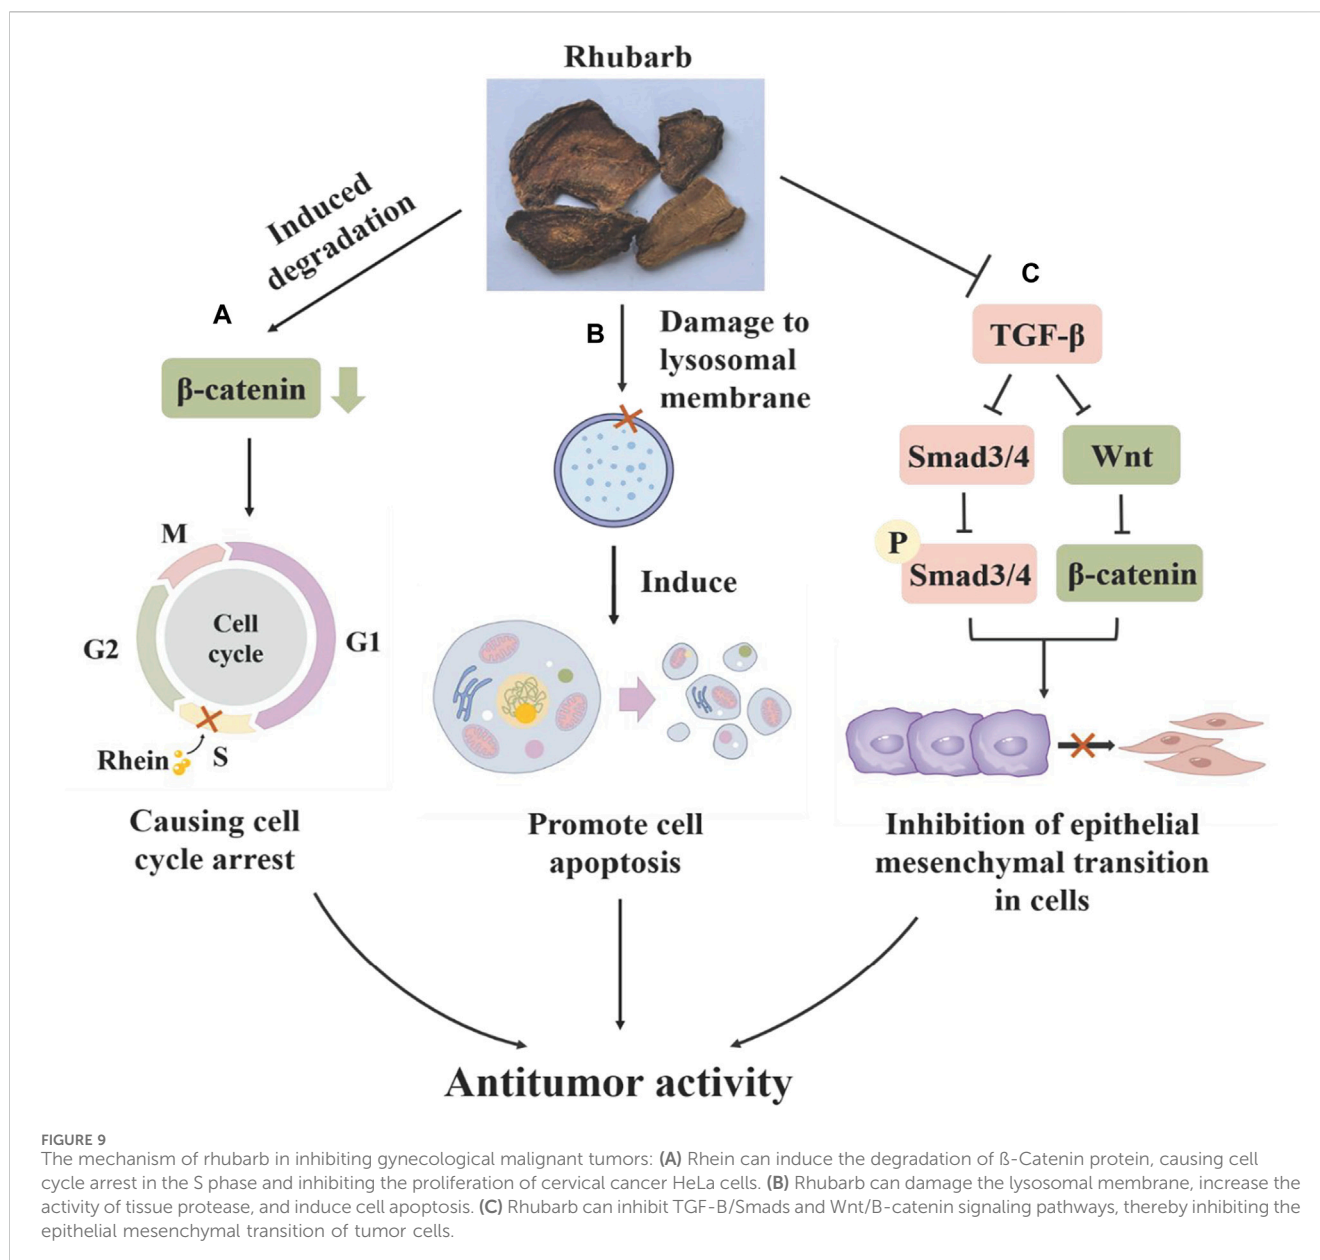 Rhubarb
Induced
degradation
A
β-catenin
M
G2
Cell
cycle
G1
Rhein
S
Causing cell
cycle arrest
B
Damage to
lysosomal
membrane
Induce
Promote cell
apoptosis
C
TGF-β
Smad3/4
Wnt
P
Smad3/4
β-catenin
Inhibition of epithelial
mesenchymal transition
in cells
Antitumor activity
FIGURE 9
The mechanism of rhubarb in inhibiting gynecological malignant tumors: (A) Rhein can induce the degradation of ß-Catenin protein, causing cell
cycle arrest in the S phase and inhibiting the proliferation of cervical cancer HeLa cells. (B) Rhubarb can damage the lysosomal membrane, increase the
activity of tissue protease, and induce cell apoptosis. (C) Rhubarb can inhibit TGF-B/Smads and Wnt/B-catenin signaling pathways, thereby inhibiting the
epithelial mesenchymal transition of tumor cells.